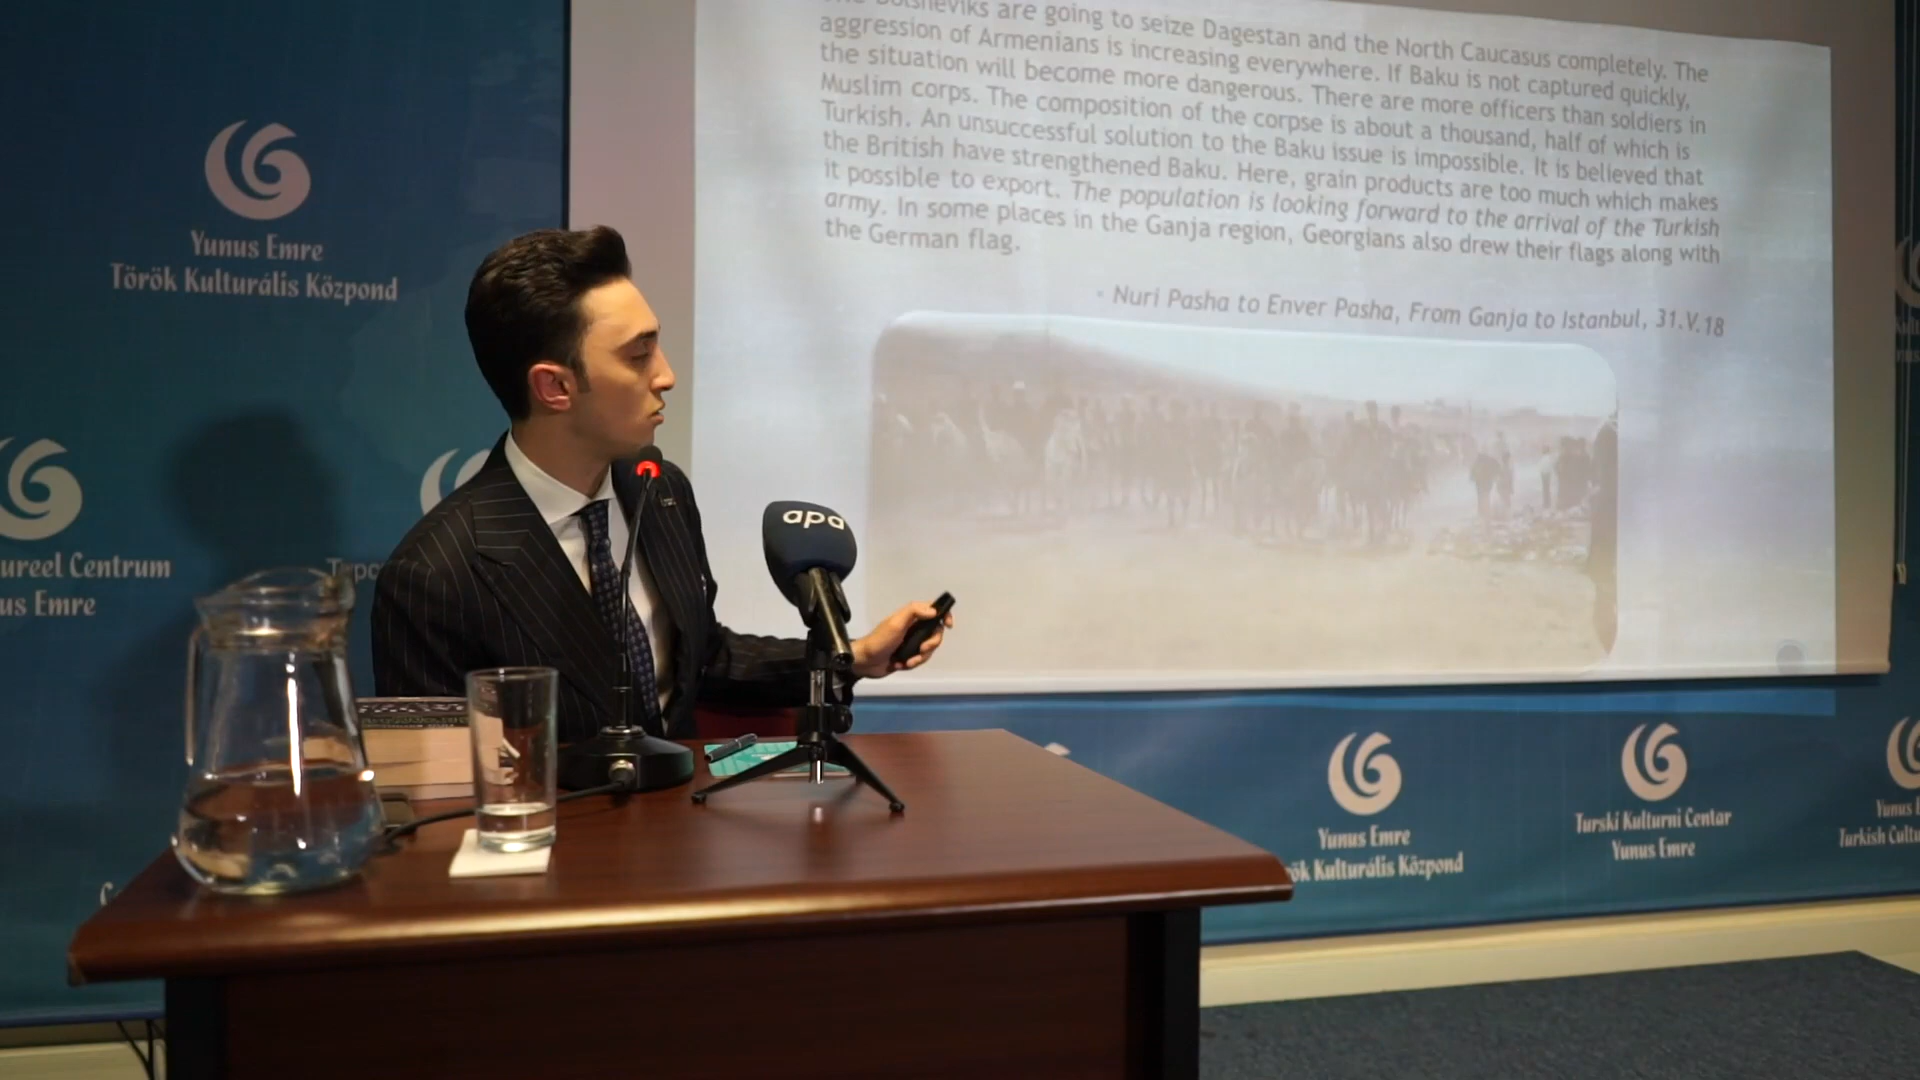 Bolsheviks are going to seize Dagestan and the North Caucasus completely. The
aggression of Armenians is increasing everywhere. If Baku is not captured quickly,
the situation will become more dangerous. There are more officers than soldiers in
Muslim corps. The composition of the corpse is about a thousand, half of which is
Turkish. An unsuccessful solution to the Baku issue is impossible. It is believed that
the British have strengthened Baku. Here, grain products are too much which makes
it possible to export. The population is looking forward to the arrival of the Turkish
army. In some places in the Ganja region, Georgians also drew their flags along with
the German flag.
- Nuri Pasha to Enver Pasha, From Ganja to Istanbul, 31.V.18
Yunus Emre
Török Kulturális Központ
ureel Centrum
us Emre
apa
Yunus Emre
ök Kulturális Központ
Turski Kulturni Centar
Yunus Emre
Yunus
Turkish Cultu